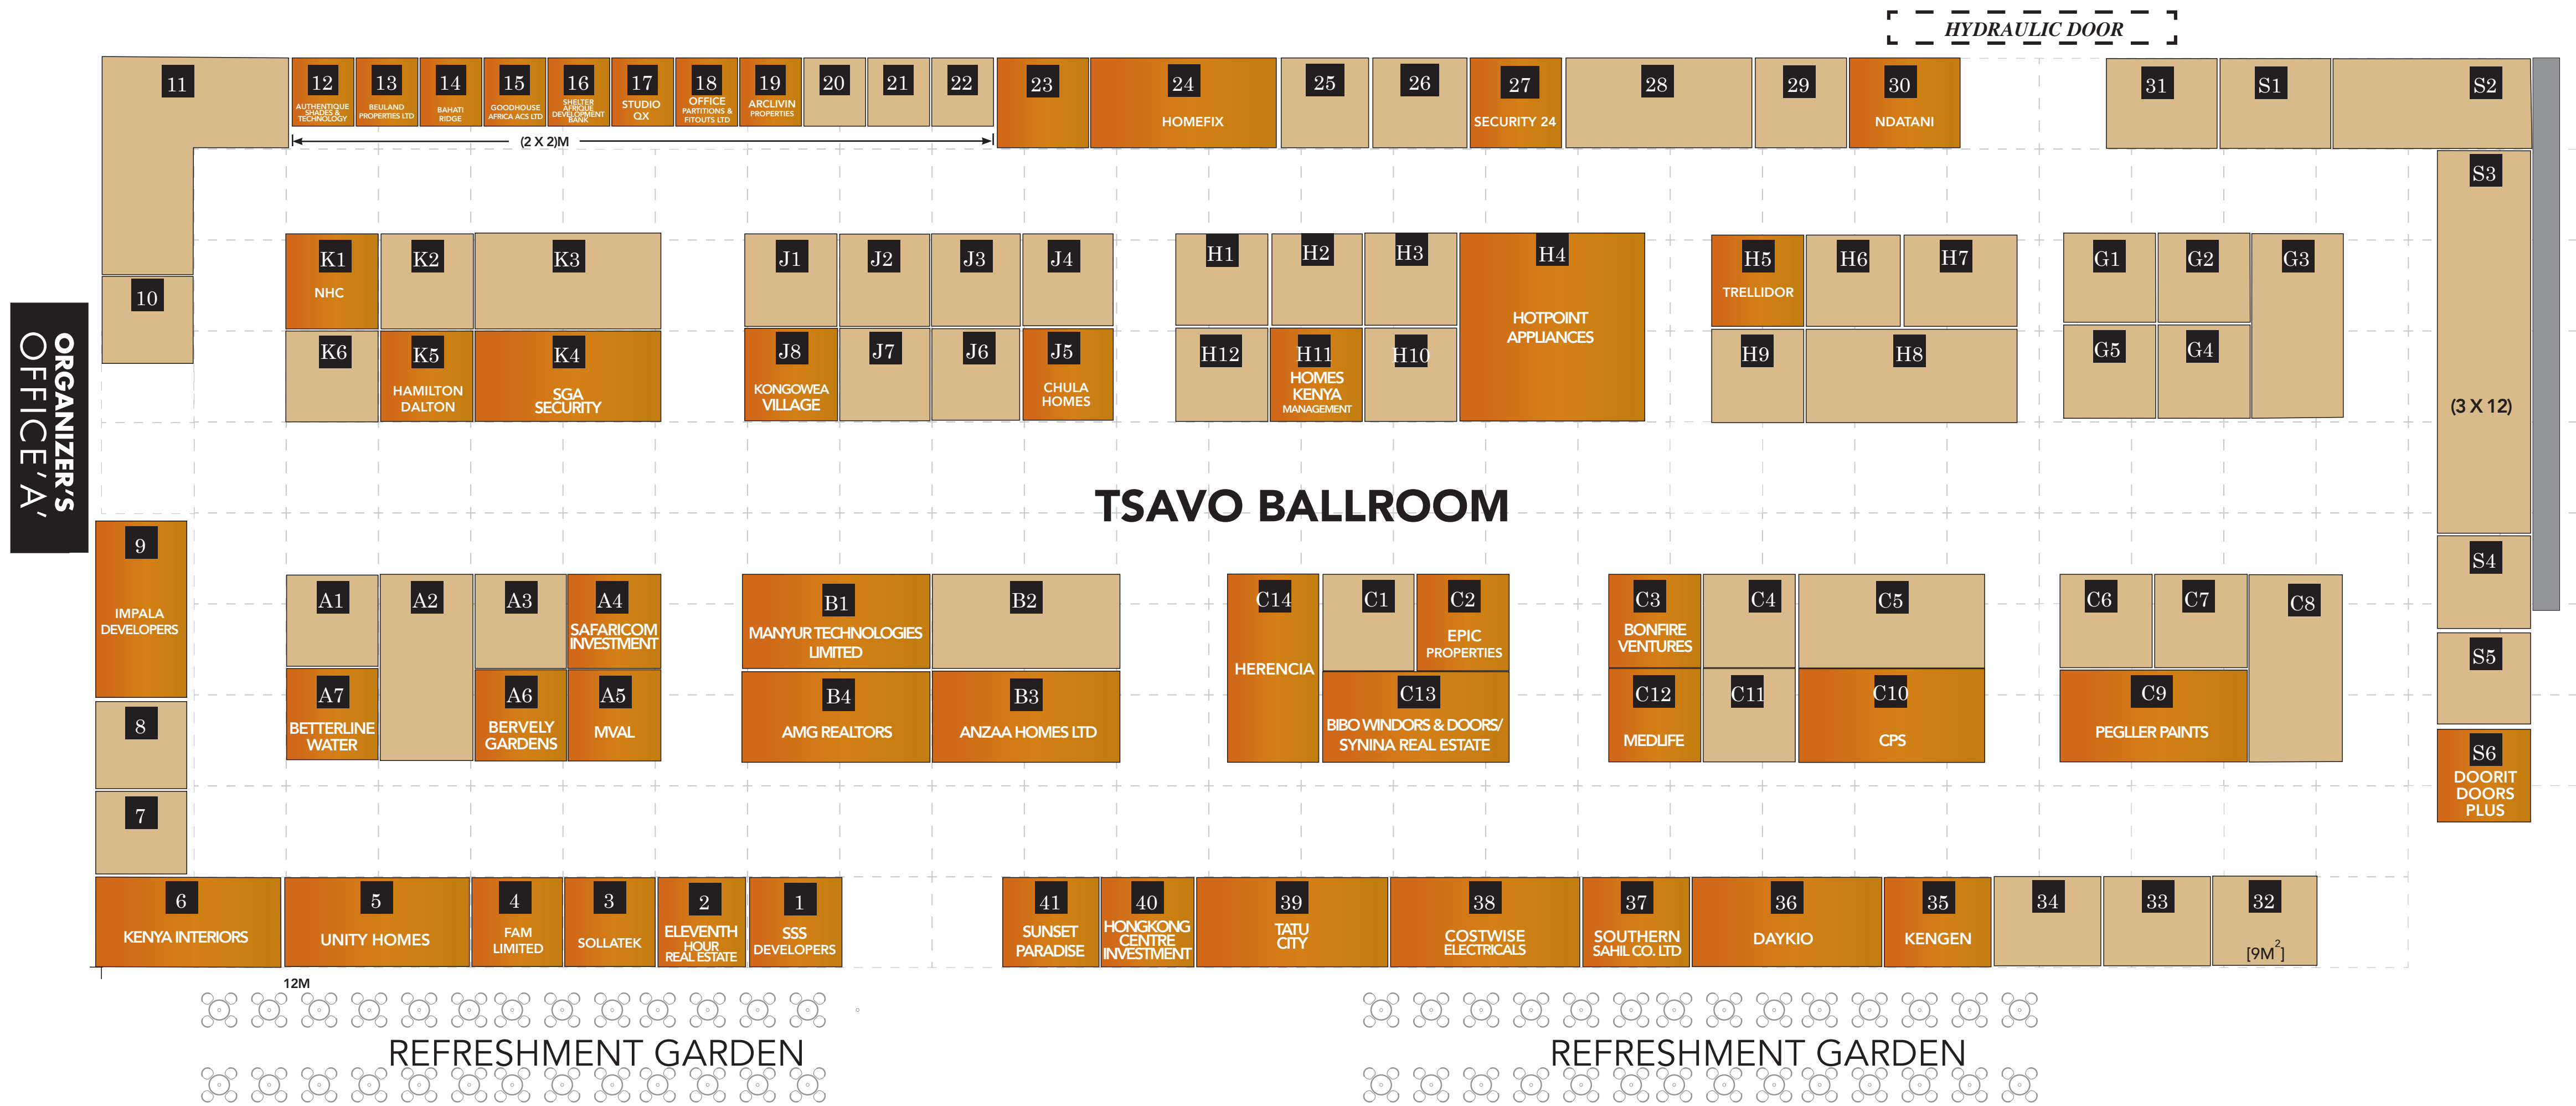 HYDRAULIC DOOR
11
12
AUTHENTIQUE
SHADES &
TECHNOLOGY
13
BEULAND
PROPERTIES LTD
14
BAHATI
RIDGE
15
GOODHOUSE
AFRICA ACS LTD
16
SHELTER
AFRIQUE
DEVELOPMENT
BANK
17
STUDIO
QX
18
OFFICE
PARTITIONS &
FITOUTS LTD
19
ARCLIVIN
PROPERTIES
20
21
22
23
24
HOMEFIX
25
26
27
SECURITY 24
28
29
30
NDATANI
31
S1
S2
(2 X 2)M
S3
(3 X 12)
10
ORGANIZER'S
OFFICE'A'
K1
NHC
K2
K3
K6
K5
HAMILTON
DALTON
K4
SGA
SECURITY
J1
J2
J3
J4
J8
KONGOWEA
VILLAGE
J7
J6
J5
CHULA
HOMES
H1
H2
H3
H4
HOTPOINT
APPLIANCES
H12
H11
HOMES
KENYA
MANAGEMENT
H10
H5
TRELLIDOR
H6
H7
H9
H8
G1
G2
G3
G5
G4
TSAVO BALLROOM
9
IMPALA
DEVELOPERS
8
7
A1
A2
A3
A4
SAFARICOM
INVESTMENT
A7
BETTERLINE
WATER
A6
BERVELY
GARDENS
A5
MVAL
B1
MANYUR TECHNOLOGIES
LIMITED
B2
B4
AMG REALTORS
B3
ANZAA HOMES LTD
C14
HERENCIA
C1
C2
EPIC
PROPERTIES
C13
BIBO WINDORS & DOORS/
SYNINA REAL ESTATE
C3
BONFIRE
VENTURES
C4
C5
C12
MEDLIFE
C11
C10
CPS
C6
C7
C8
C9
PEGLLER PAINTS
S4
S5
S6
DOORIT
DOORS
PLUS
6
KENYA INTERIORS
5
UNITY HOMES
4
FAM
LIMITED
3
SOLLATEK
2
ELEVENTH
HOUR
REAL ESTATE
1
SSS
DEVELOPERS
41
SUNSET
PARADISE
40
HONGKONG
CENTRE
INVESTMENT
39
TATU
CITY
38
COSTWISE
ELECTRICALS
37
SOUTHERN
SAHIL CO. LTD
36
DAYKIO
35
KENGEN
34
33
32
[9M²]
12M
REFRESHMENT GARDEN
REFRESHMENT GARDEN